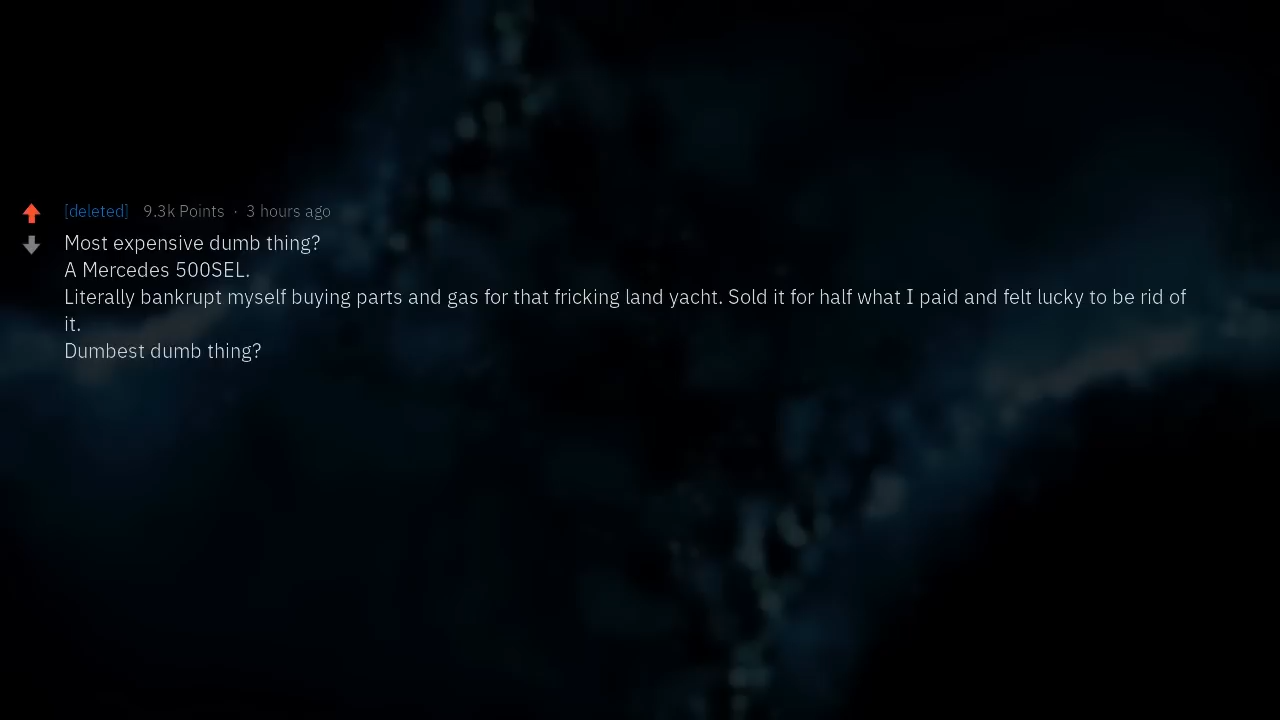 [deleted] 9.3k Points · 3 hours ago
Most expensive dumb thing?
A Mercedes 500SEL.
Literally bankrupt myself buying parts and gas for that fricking land yacht. Sold it for half what I paid and felt lucky to be rid of
it.
Dumbest dumb thing?